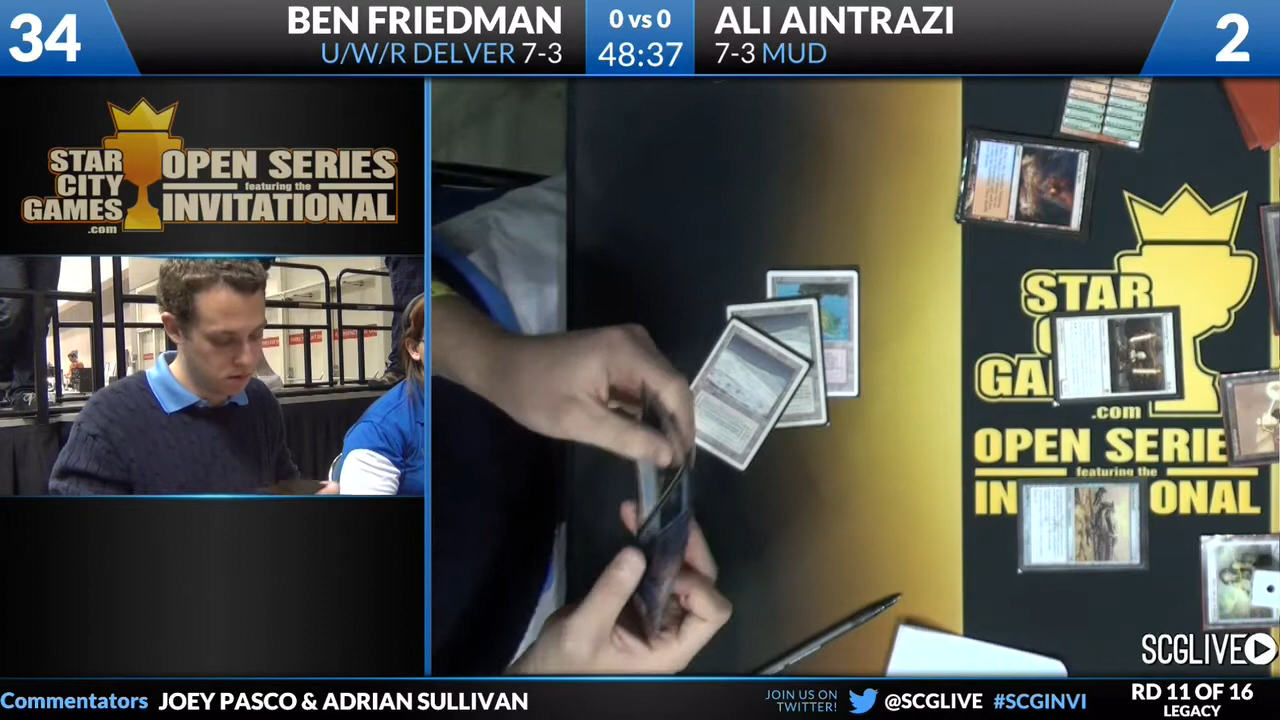 34
BEN FRIEDMAN
U/W/R DELVER 7-3
0 vs 0
48:37
ALI AINTRAZI
7-3 MUD
2
STAR
CITY
GAMES
.com
OPEN SERIES
featuring the
INVITATIONAL
STAR
GA
.com
OPEN SERIE
featuring the
IN ONAL
SCGLIVE
Commentators JOEY PASCO & ADRIAN SULLIVAN
JOIN US ON
TWITTER!
@SCGLIVE #SCGINVI
RD 11 OF 16
LEGACY